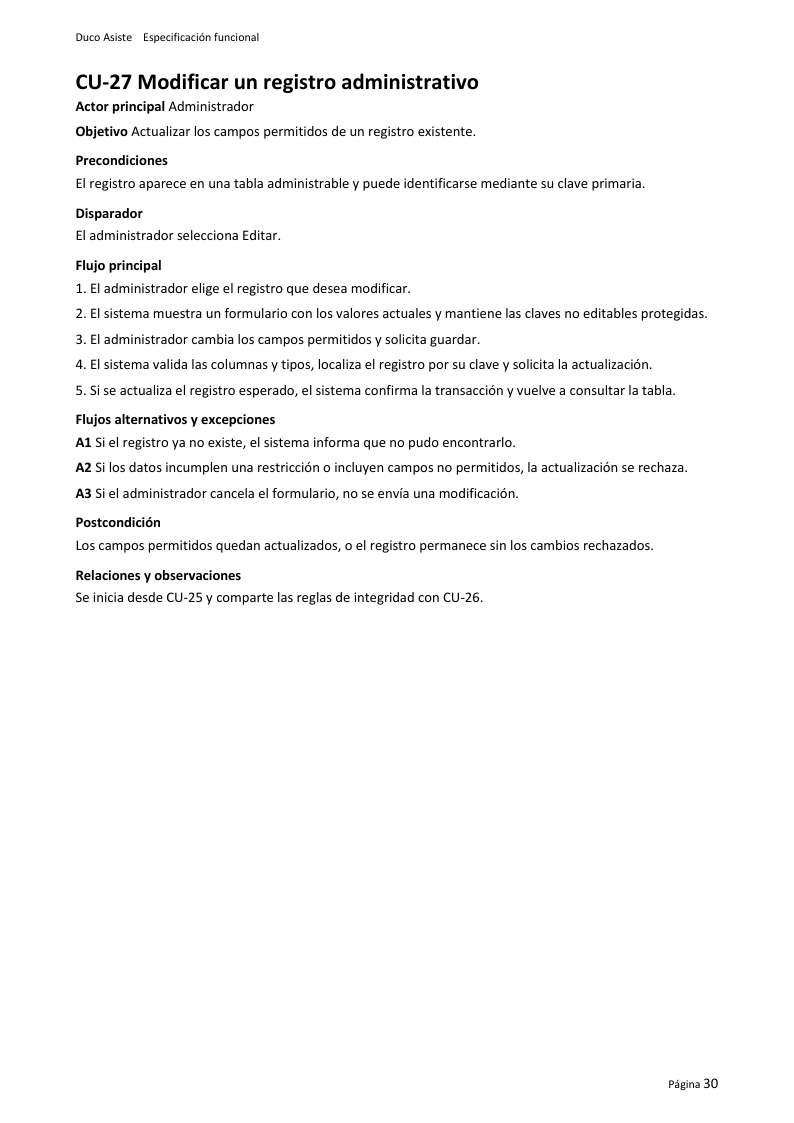 Duco Asiste Especificación funcional
CU-27 Modificar un registro administrativo
Actor principal Administrador
Objetivo Actualizar los campos permitidos de un registro existente.
Precondiciones
El registro aparece en una tabla administrable y puede identificarse mediante su clave primaria.
Disparador
El administrador selecciona Editar.
Flujo principal
1. El administrador elige el registro que desea modificar.
2. El sistema muestra un formulario con los valores actuales y mantiene las claves no editables protegidas.
3. El administrador cambia los campos permitidos y solicita guardar.
4. El sistema valida las columnas y tipos, localiza el registro por su clave y solicita la actualización.
5. Si se actualiza el registro esperado, el sistema confirma la transacción y vuelve a consultar la tabla.
Flujos alternativos y excepciones
A1 Si el registro ya no existe, el sistema informa que no pudo encontrarlo.
A2 Si los datos incumplen una restricción o incluyen campos no permitidos, la actualización se rechaza.
A3 Si el administrador cancela el formulario, no se envía una modificación.
Postcondición
Los campos permitidos quedan actualizados, o el registro permanece sin los cambios rechazados.
Relaciones y observaciones
Se inicia desde CU-25 y comparte las reglas de integridad con CU-26.
Página 30